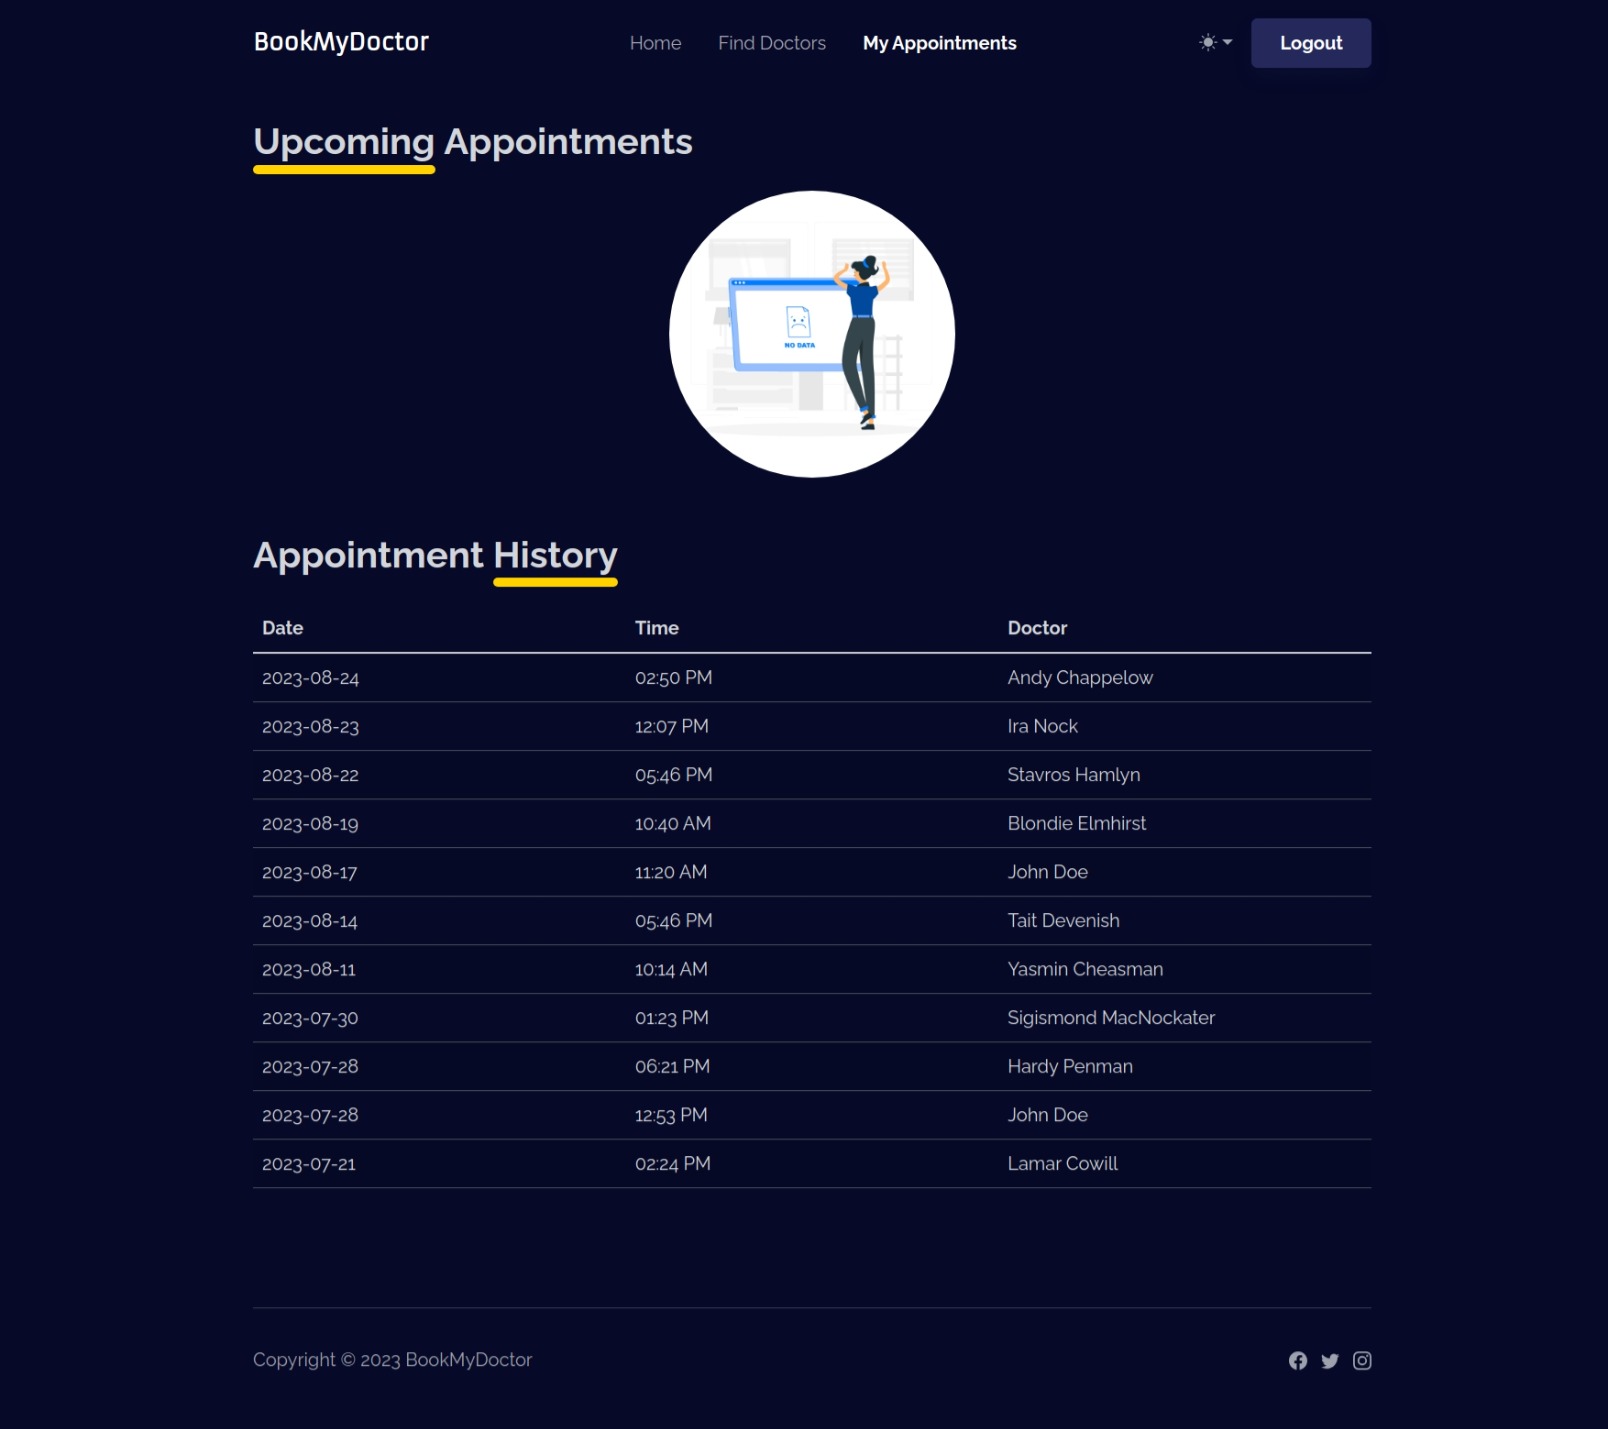 BookMyDoctor Home Find Doctors My Appointments Logout
Upcoming Appointments
NO DATA
Appointment History
Date Time Doctor
2023-08-24 02:50 PM Andy Chappelow
2023-08-23 12:07 PM Ira Nock
2023-08-22 05:46 PM Stavros Hamlyn
2023-08-19 10:40 AM Blondie Elmhirst
2023-08-17 11:20 AM John Doe
2023-08-14 05:46 PM Tait Devenish
2023-08-11 10:14 AM Yasmin Cheasman
2023-07-30 01:23 PM Sigismond MacNockater
2023-07-28 06:21 PM Hardy Penman
2023-07-28 12:53 PM John Doe
2023-07-21 02:24 PM Lamar Cowill
Copyright © 2023 BookMyDoctor